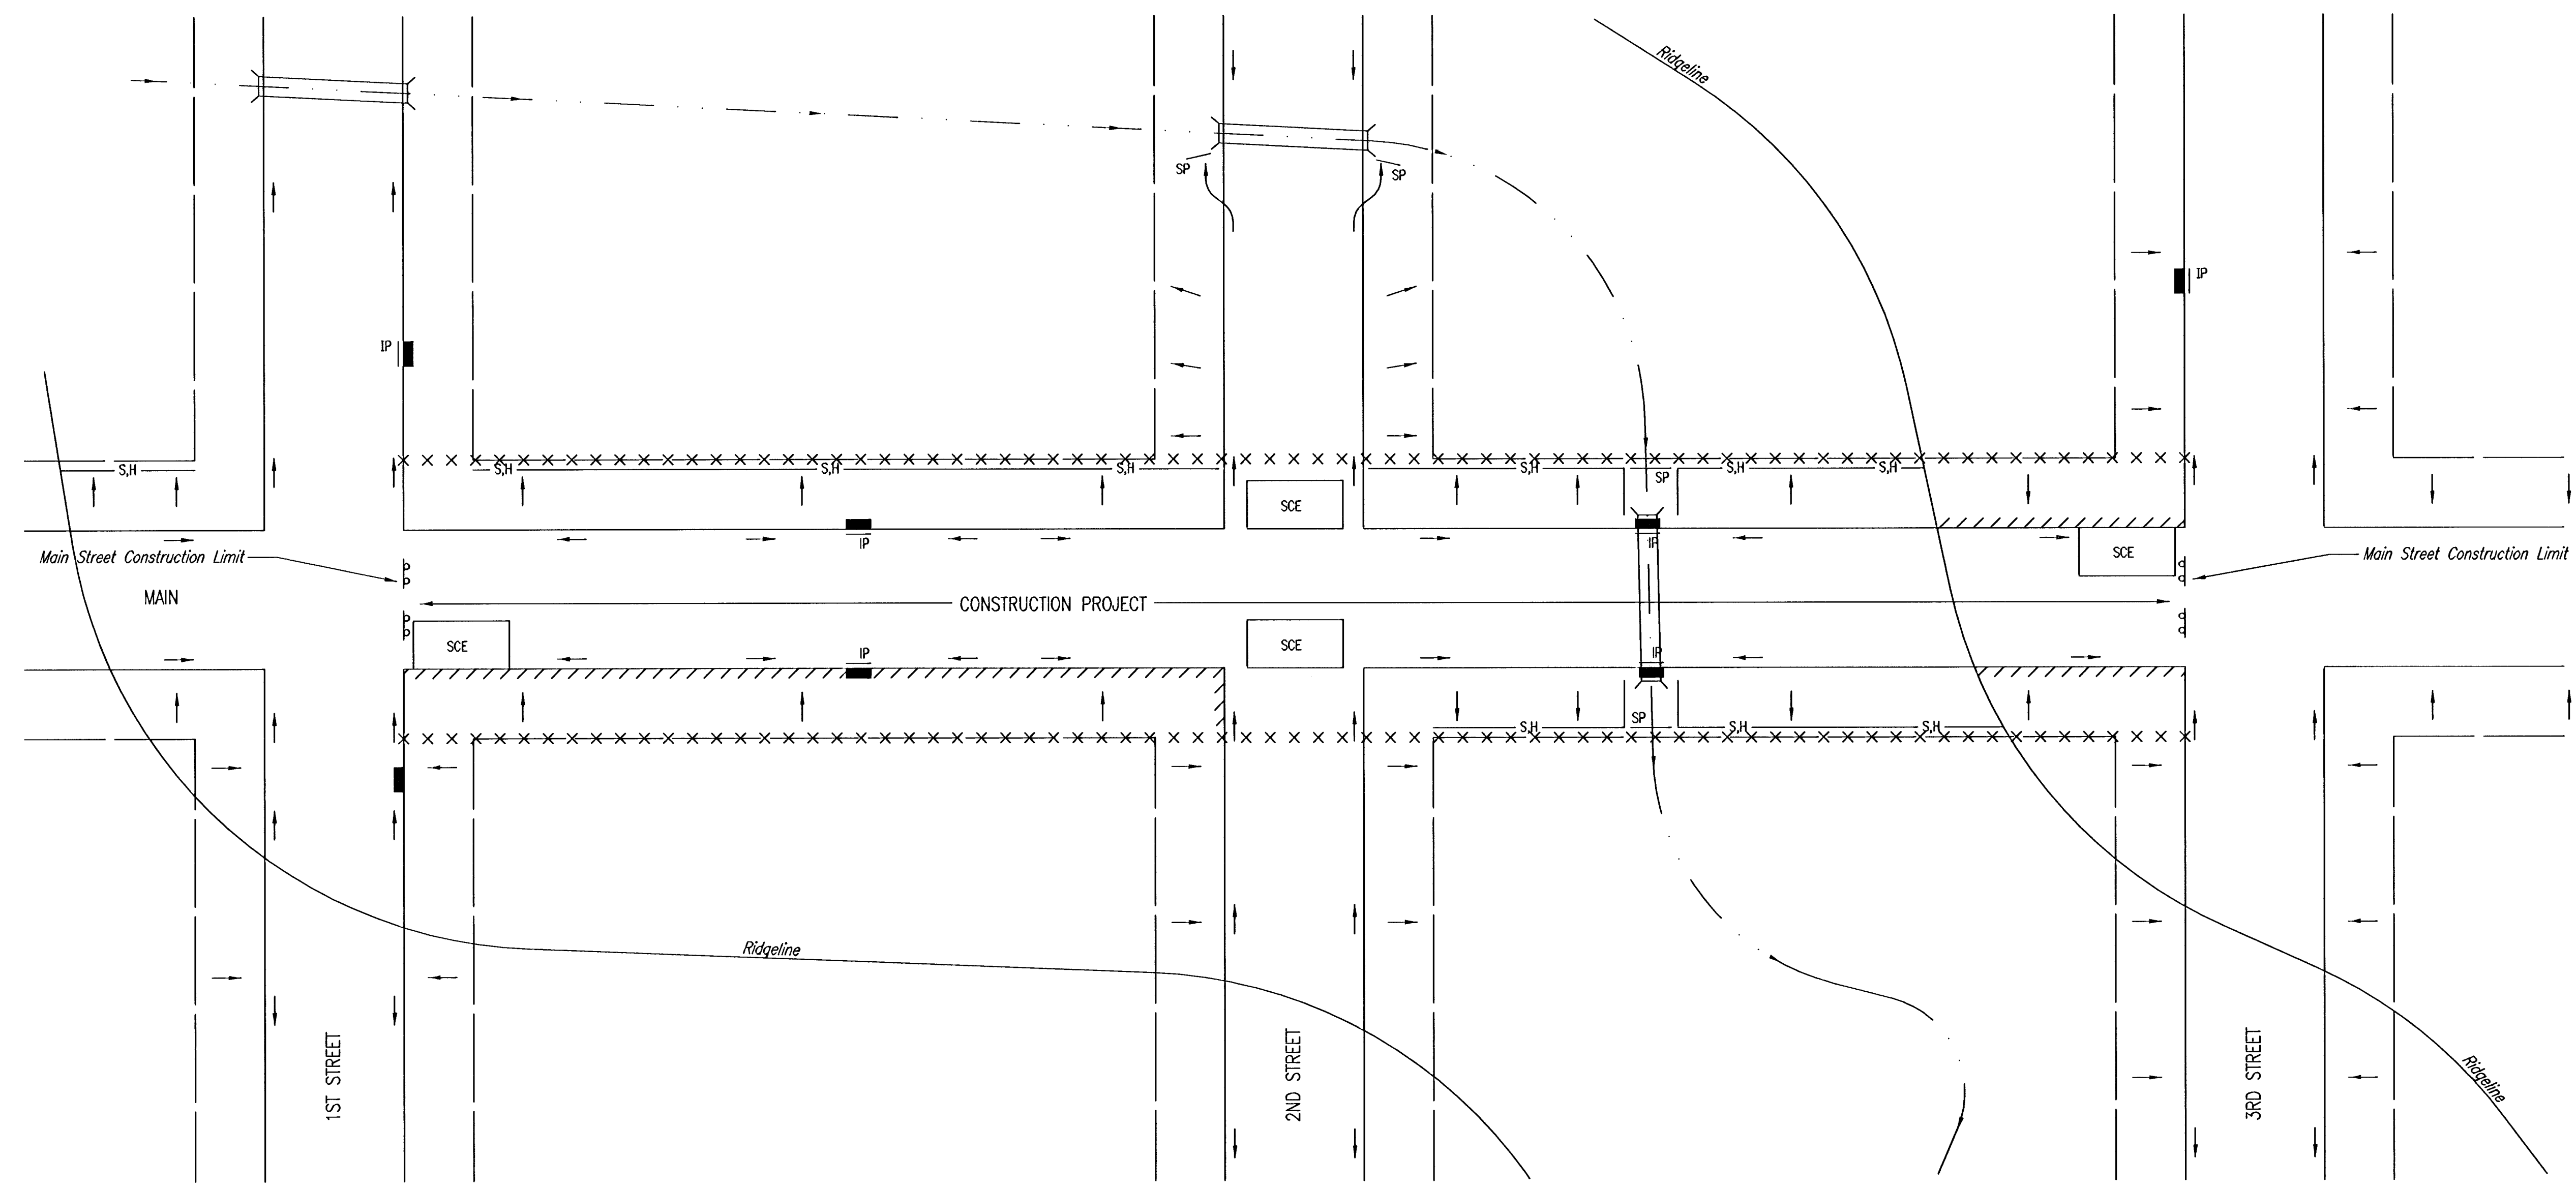 Ridgeline
SP
SP
IP
IP
S,H
S,H
S,H
S,H
S,H
SP
S,H
S,H
SCE
IP
IP
Main Street Construction Limit
SCE
Main Street Construction Limit
MAIN
CONSTRUCTION PROJECT
SCE
IP
SCE
IP
S,H
SP
S,H
S,H
Ridgeline
1ST STREET
2ND STREET
3RD STREET
Ridgeline